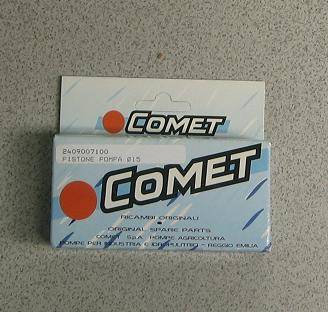 COMET
2409007100
PISTONE POMPA Ø15
COMET
RICAMBI ORIGINALI
ORIGINAL SPARE PARTS
COMET S.p.A. POMPE AGRICOLTURA
POMPE PER INDUSTRIA E IDROPULITRICI - REGGIO EMILIA